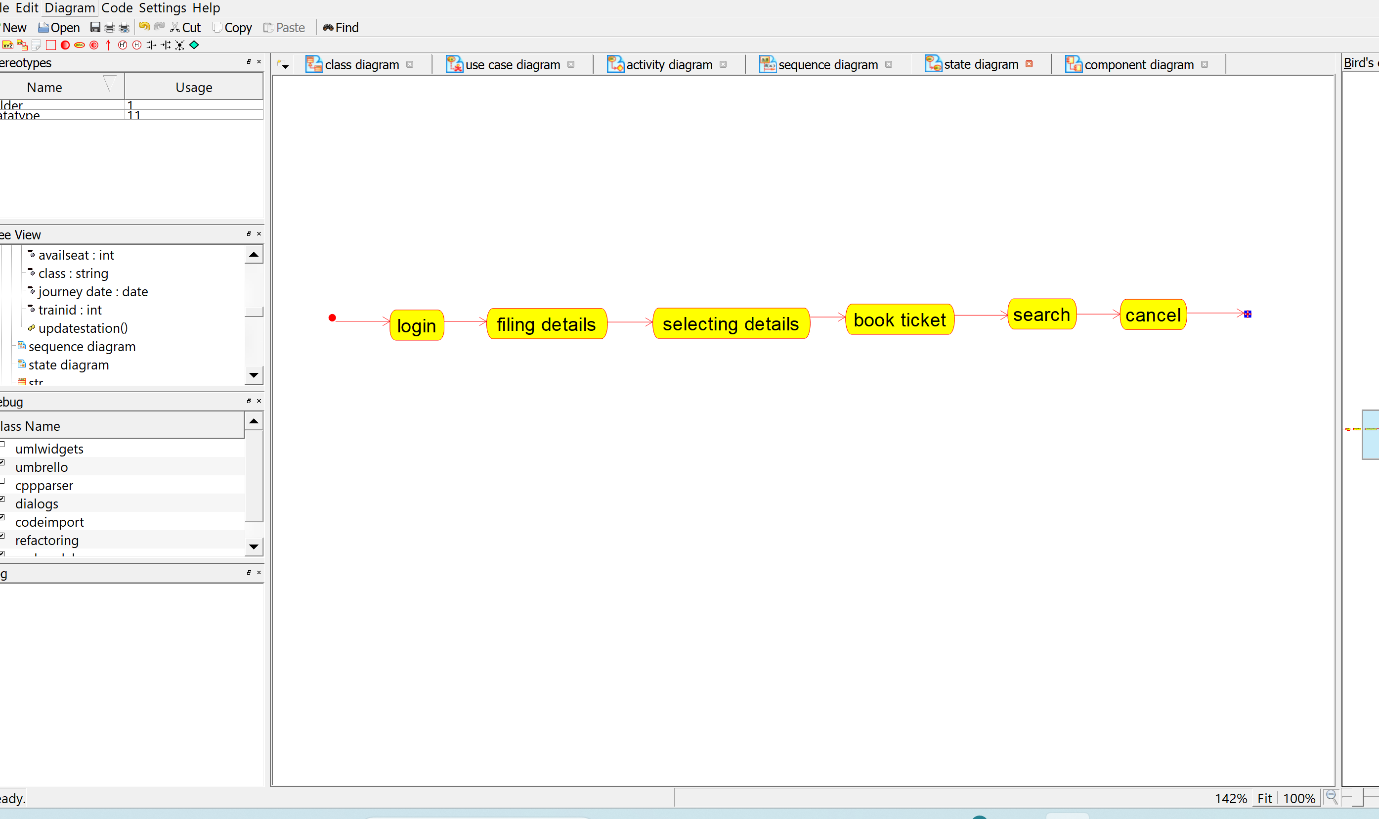 le Edit Diagram Code Settings Help
New Open Cut Copy Paste Find
ereotypes
Name Usage
lder 1
atatype 11
class diagram use case diagram activity diagram sequence diagram state diagram component diagram
Bird's
ee View
availseat : int
class : string
journey date : date
trainid : int
updatestation()
sequence diagram
state diagram
str
ebug
lass Name
umlwidgets
umbrello
cppparser
dialogs
codeimport
refactoring
g
login filing details selecting details book ticket search cancel
eady.
142% Fit 100%